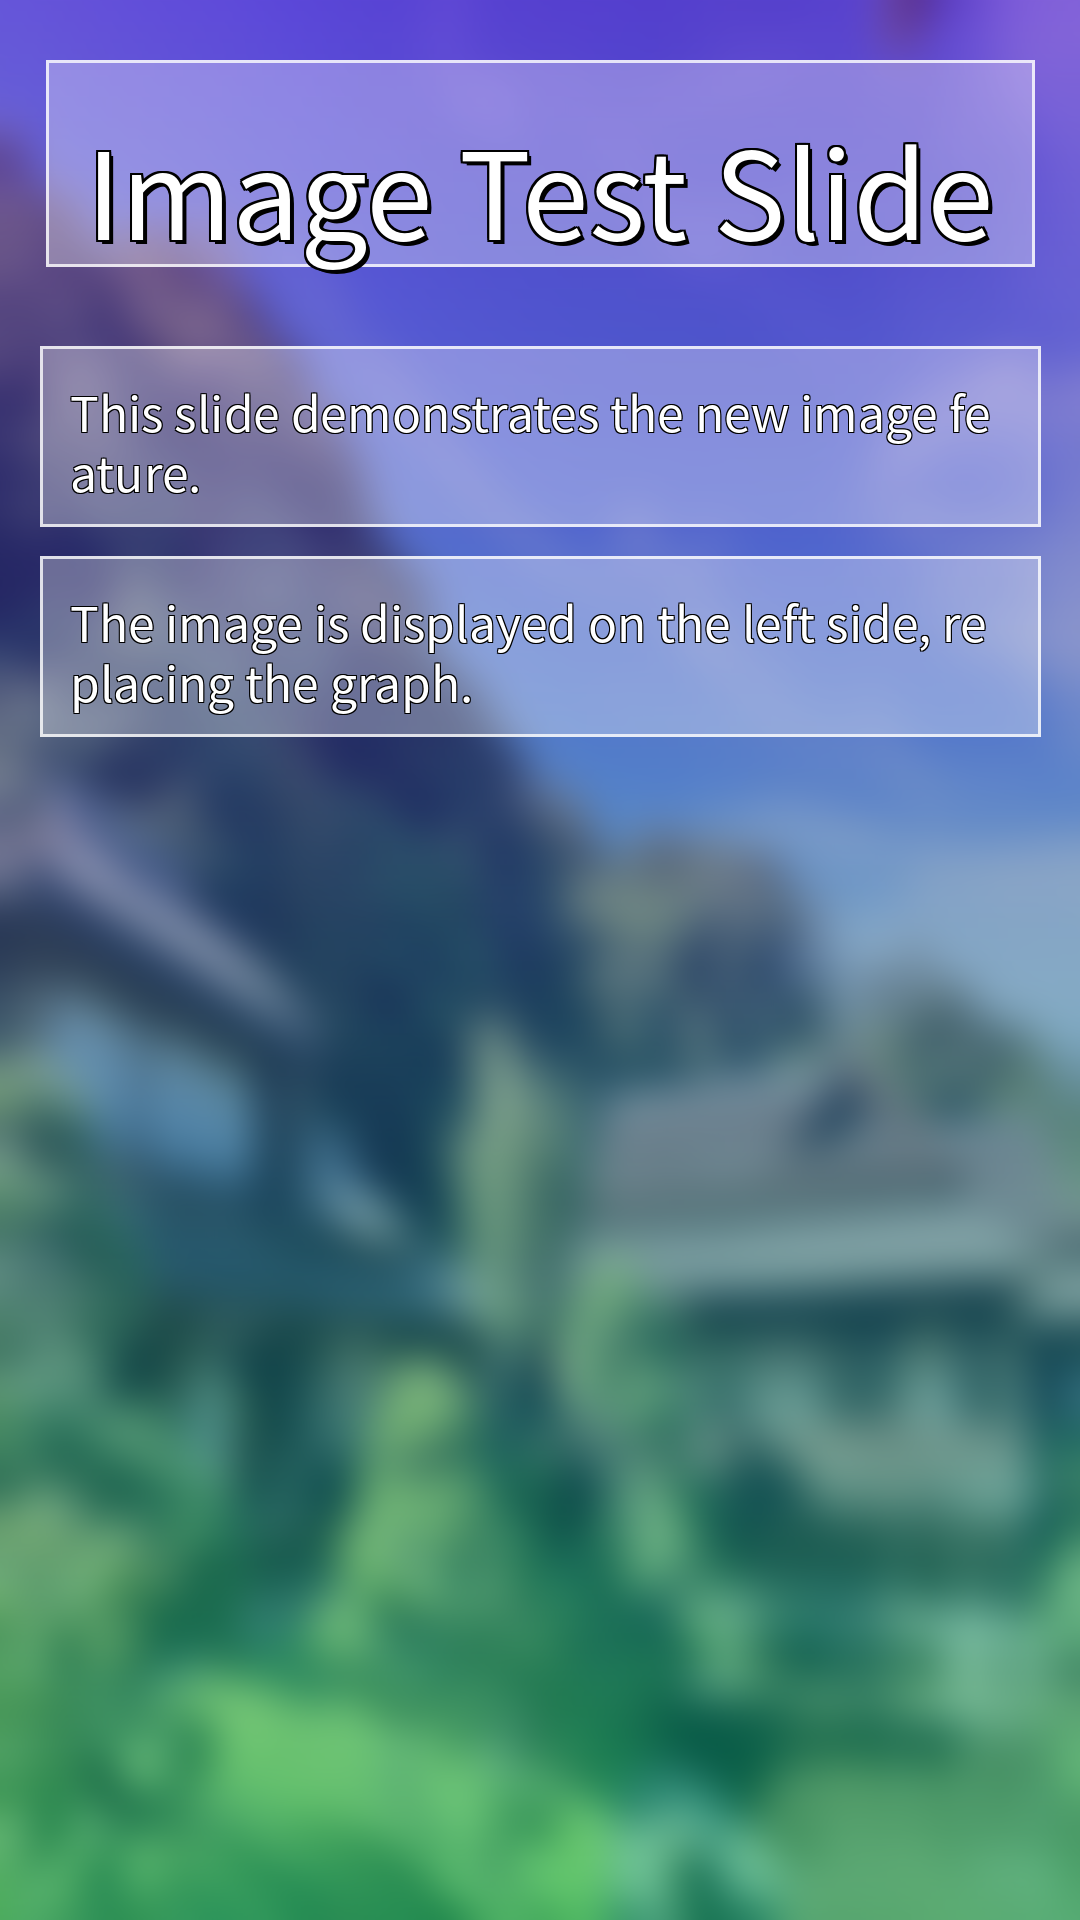 Image Test Slide
This slide demonstrates the new image fe
ature.
The image is displayed on the left side, re
placing the graph.